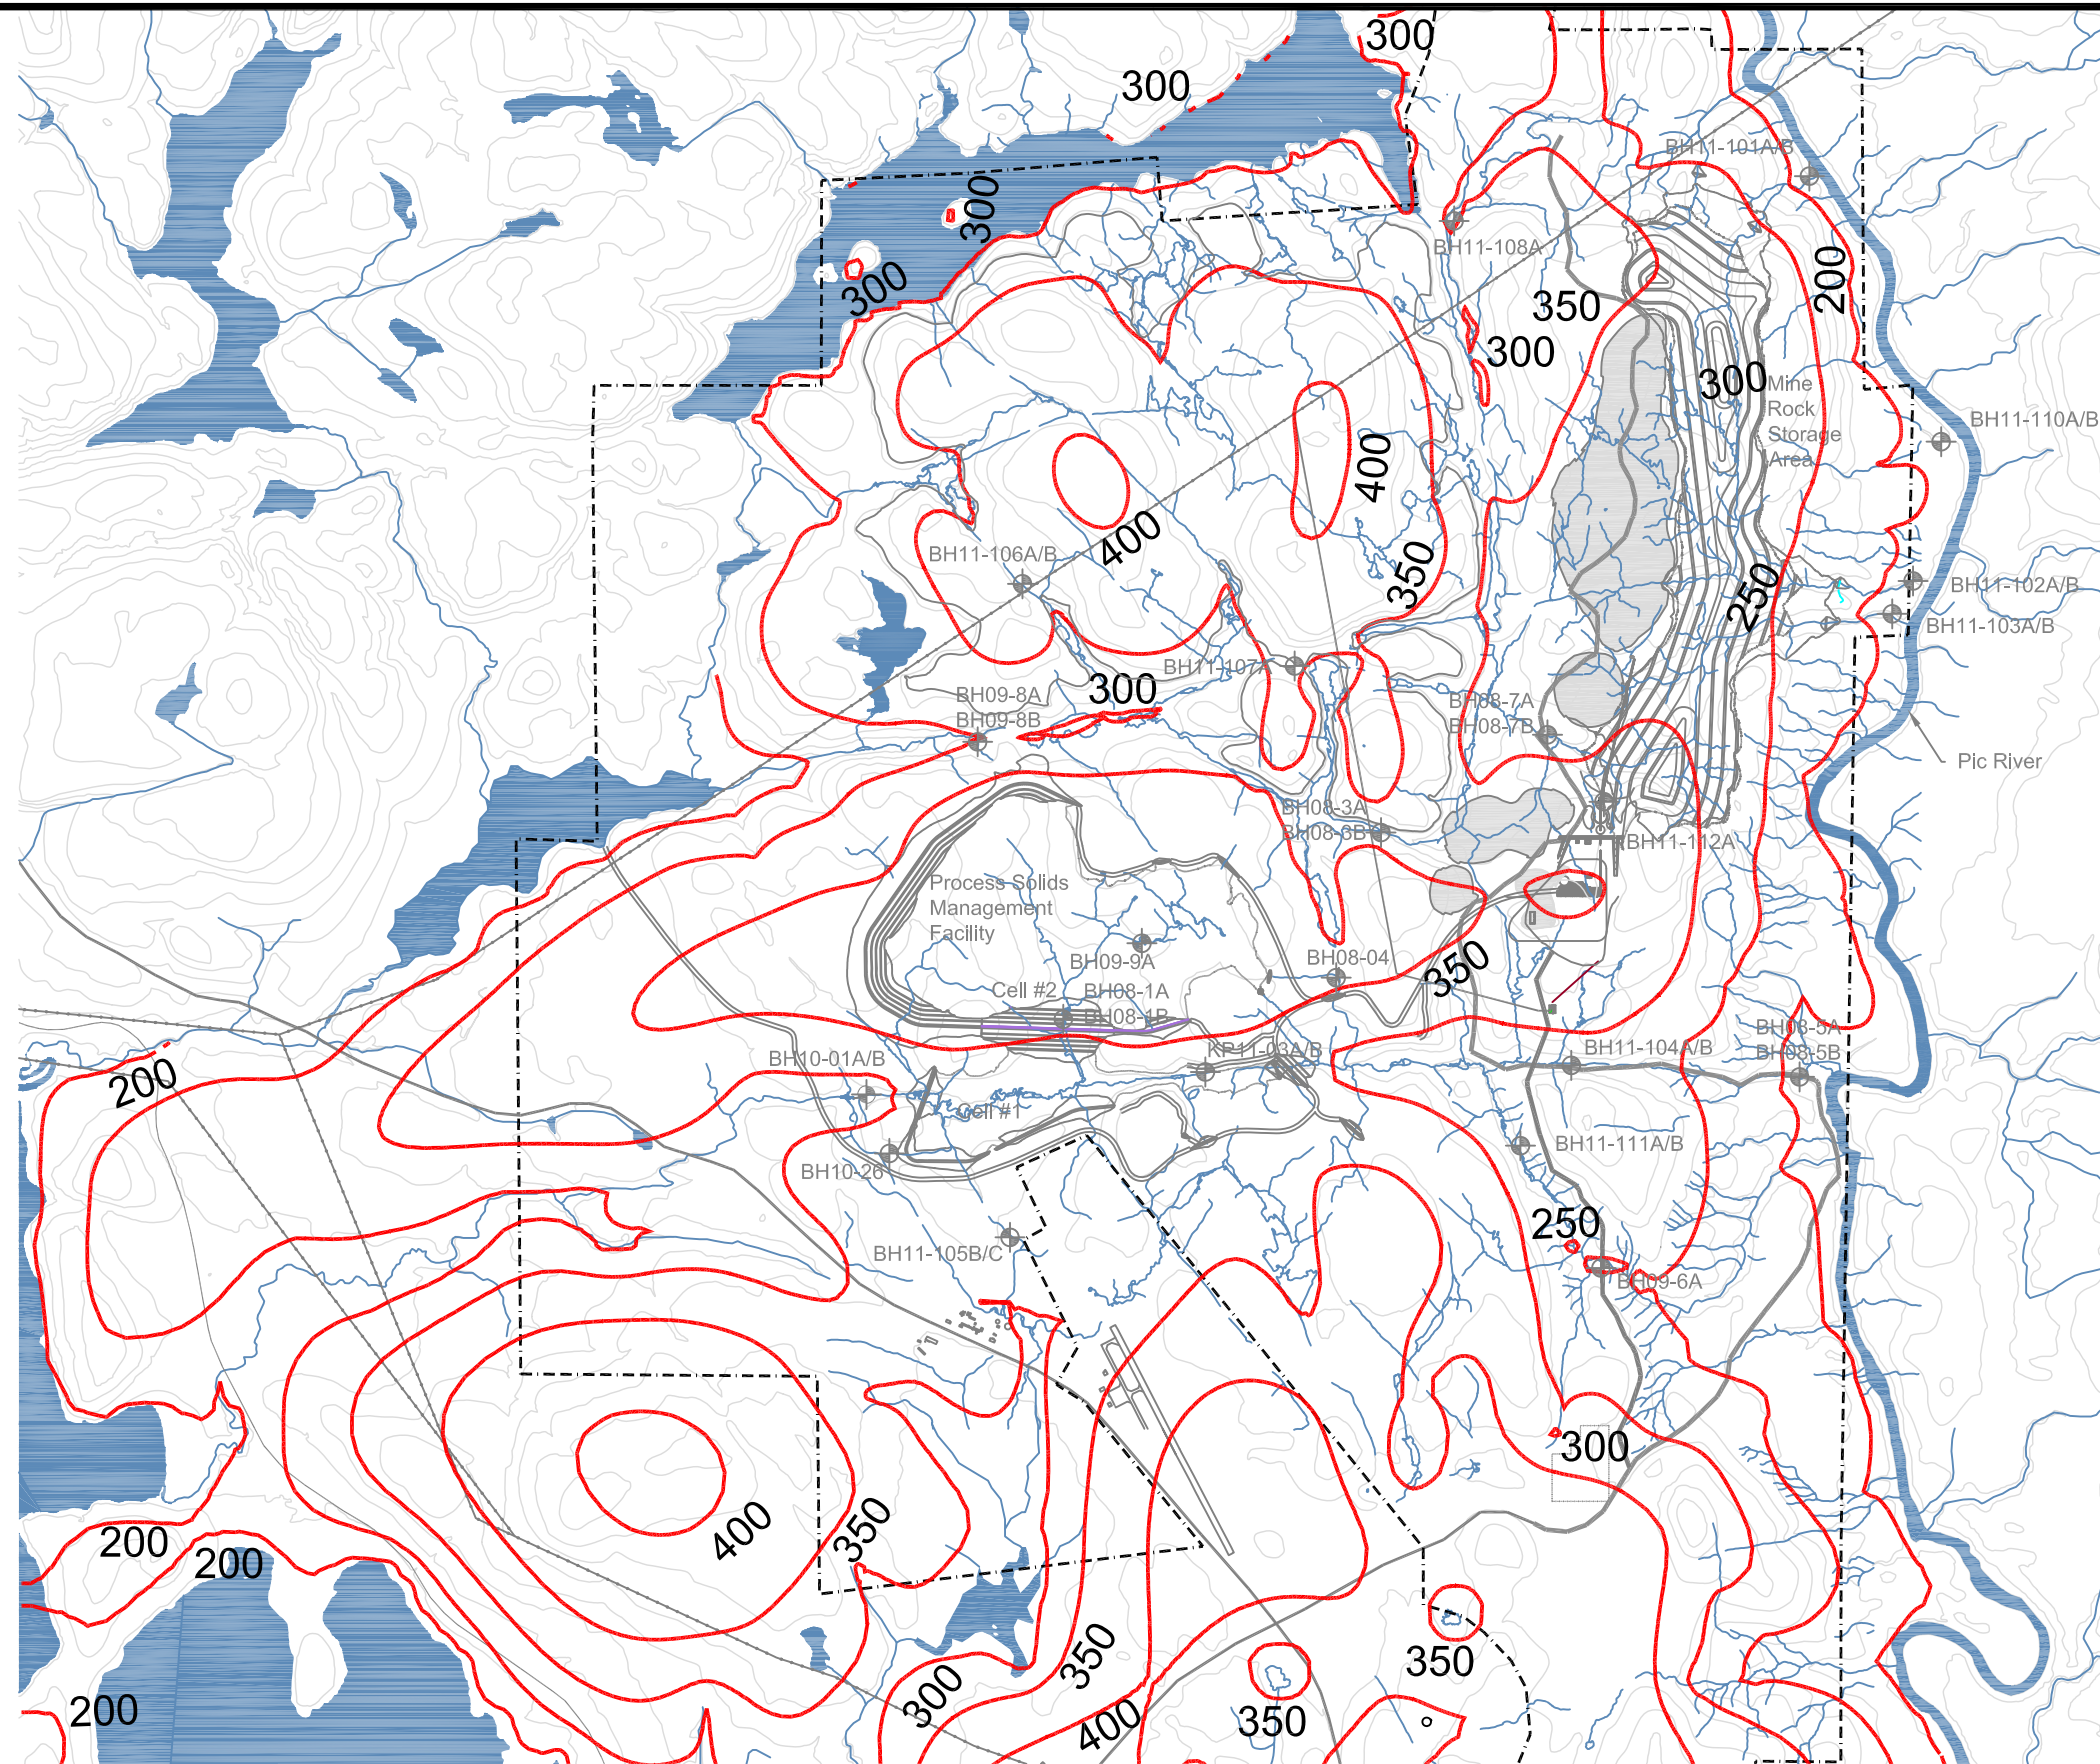 300
300
BH11-101A/B
300
BH11-108A
300
200
350
300
300
Mine
Rock
Storage
Area
BH11-110A/B
400
400
BH11-106A/B
350
250
BH11-102A/B
BH11-103A/B
BH11-107A
300
BH09-8A
BH09-8B
BH08-7A
BH08-7B
Pic River
BH08-3A
BH08-3B
BH11-112A
Process Solids
Management
Facility
BH09-9A
BH08-04
350
Cell #2
BH08-1A
BH08-1B
BH08-5A
BH08-5B
KP11-03A/B
BH11-104A/B
BH10-01A/B
200
Cell #1
BH11-111A/B
BH10-26
250
BH11-105B/C
BH09-6A
300
400
350
200
200
350
350
300
400
350
200